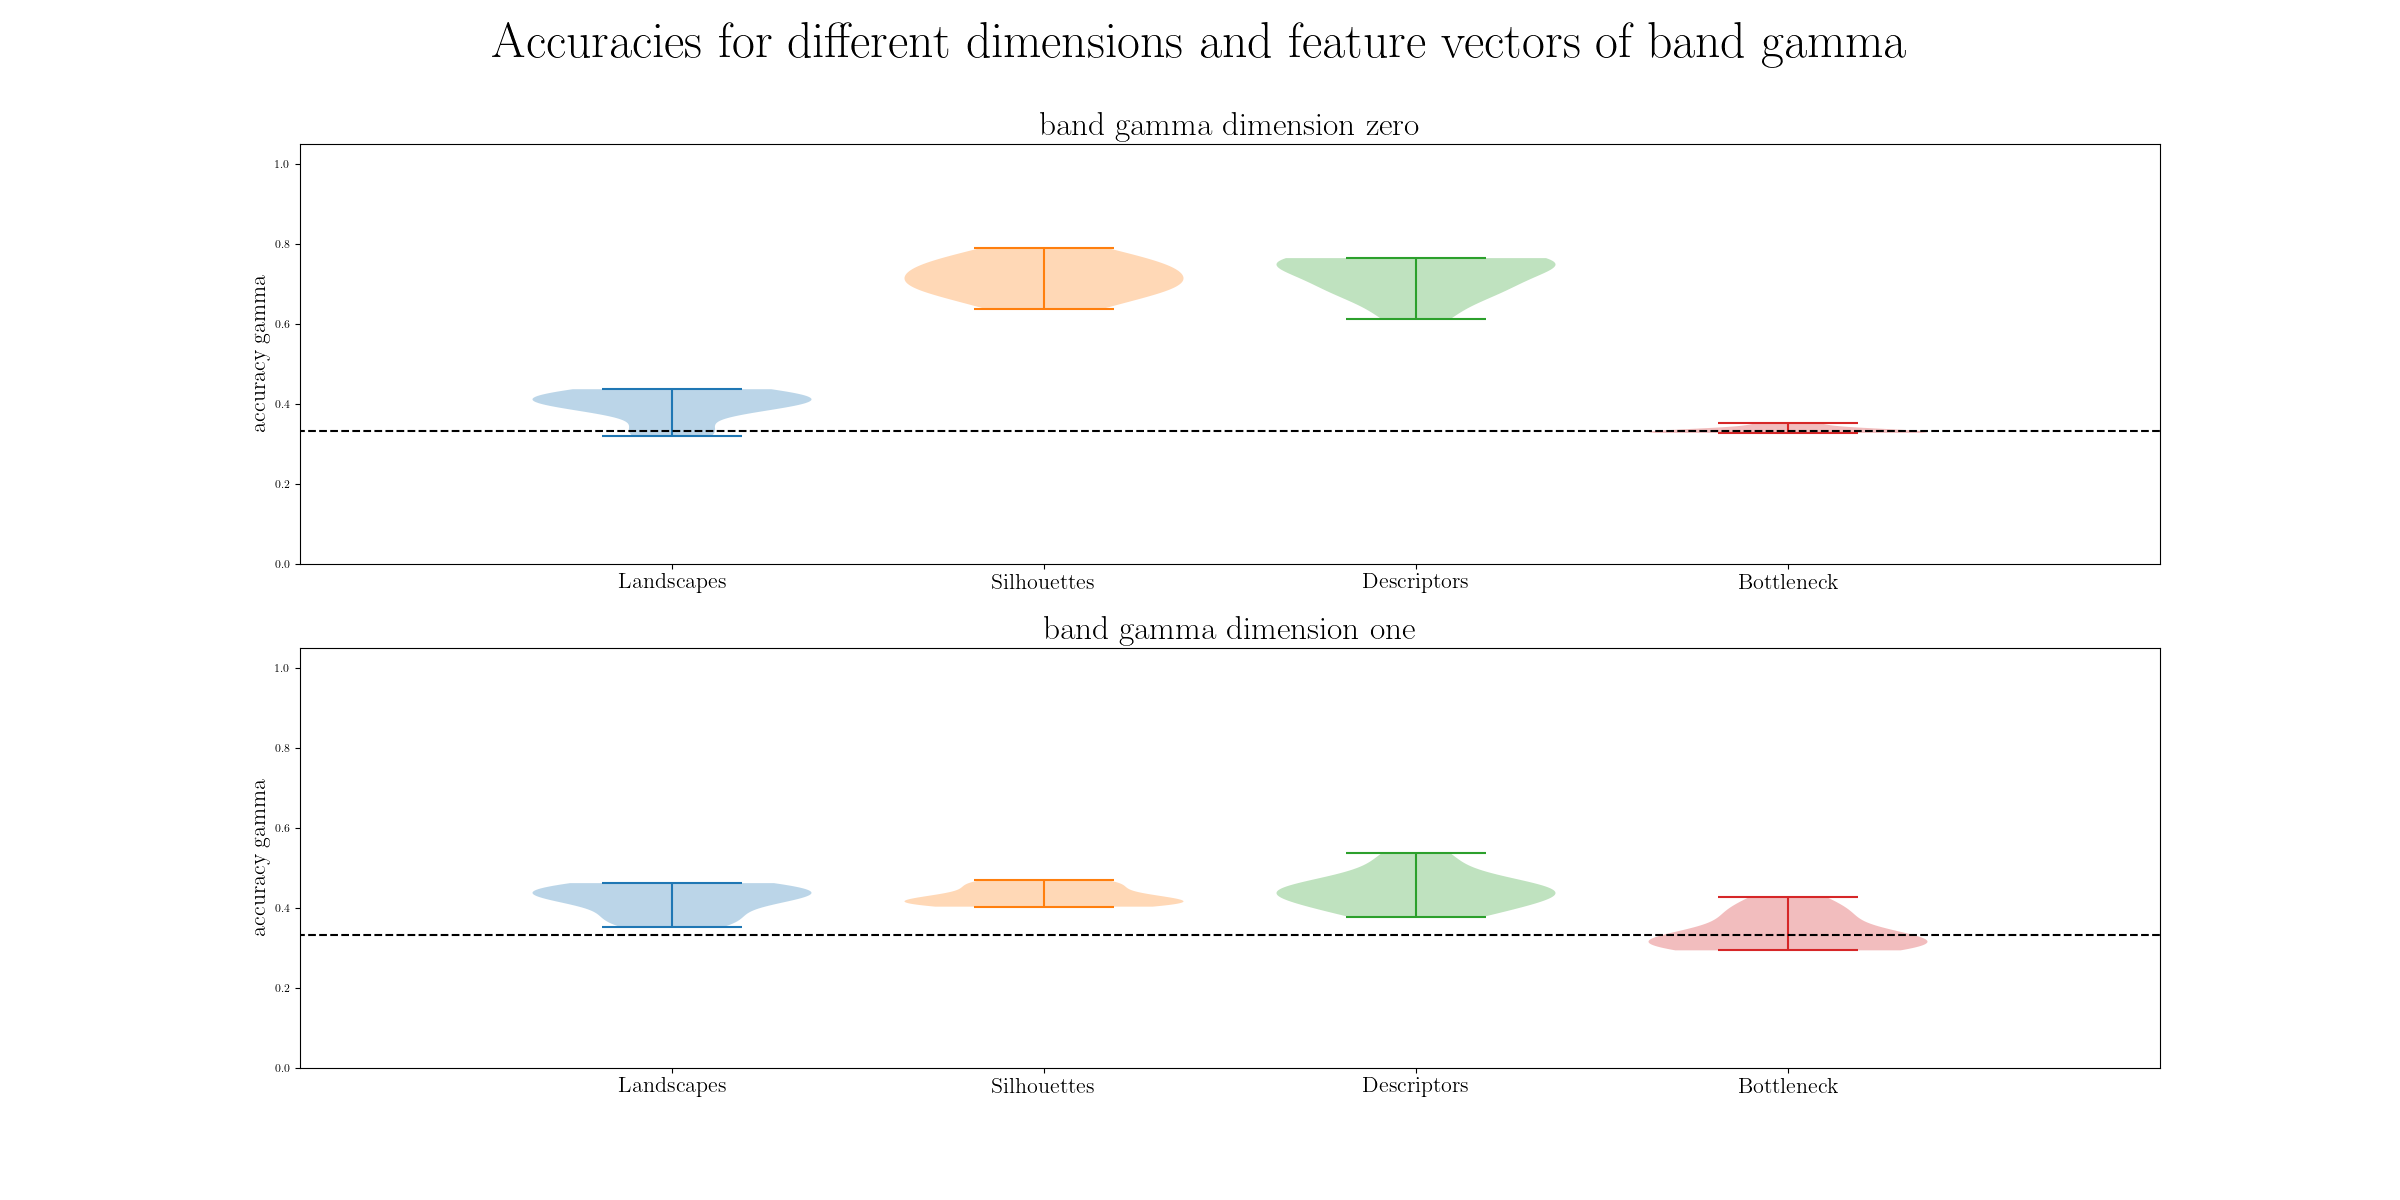 Accuracies for different dimensions and feature vectors of band gamma
band gamma dimension zero
accuracy gamma
1.0
0.8
0.6
0.4
0.2
0.0
Landscapes Silhouettes Descriptors Bottleneck
band gamma dimension one
accuracy gamma
1.0
0.8
0.6
0.4
0.2
0.0
Landscapes Silhouettes Descriptors Bottleneck